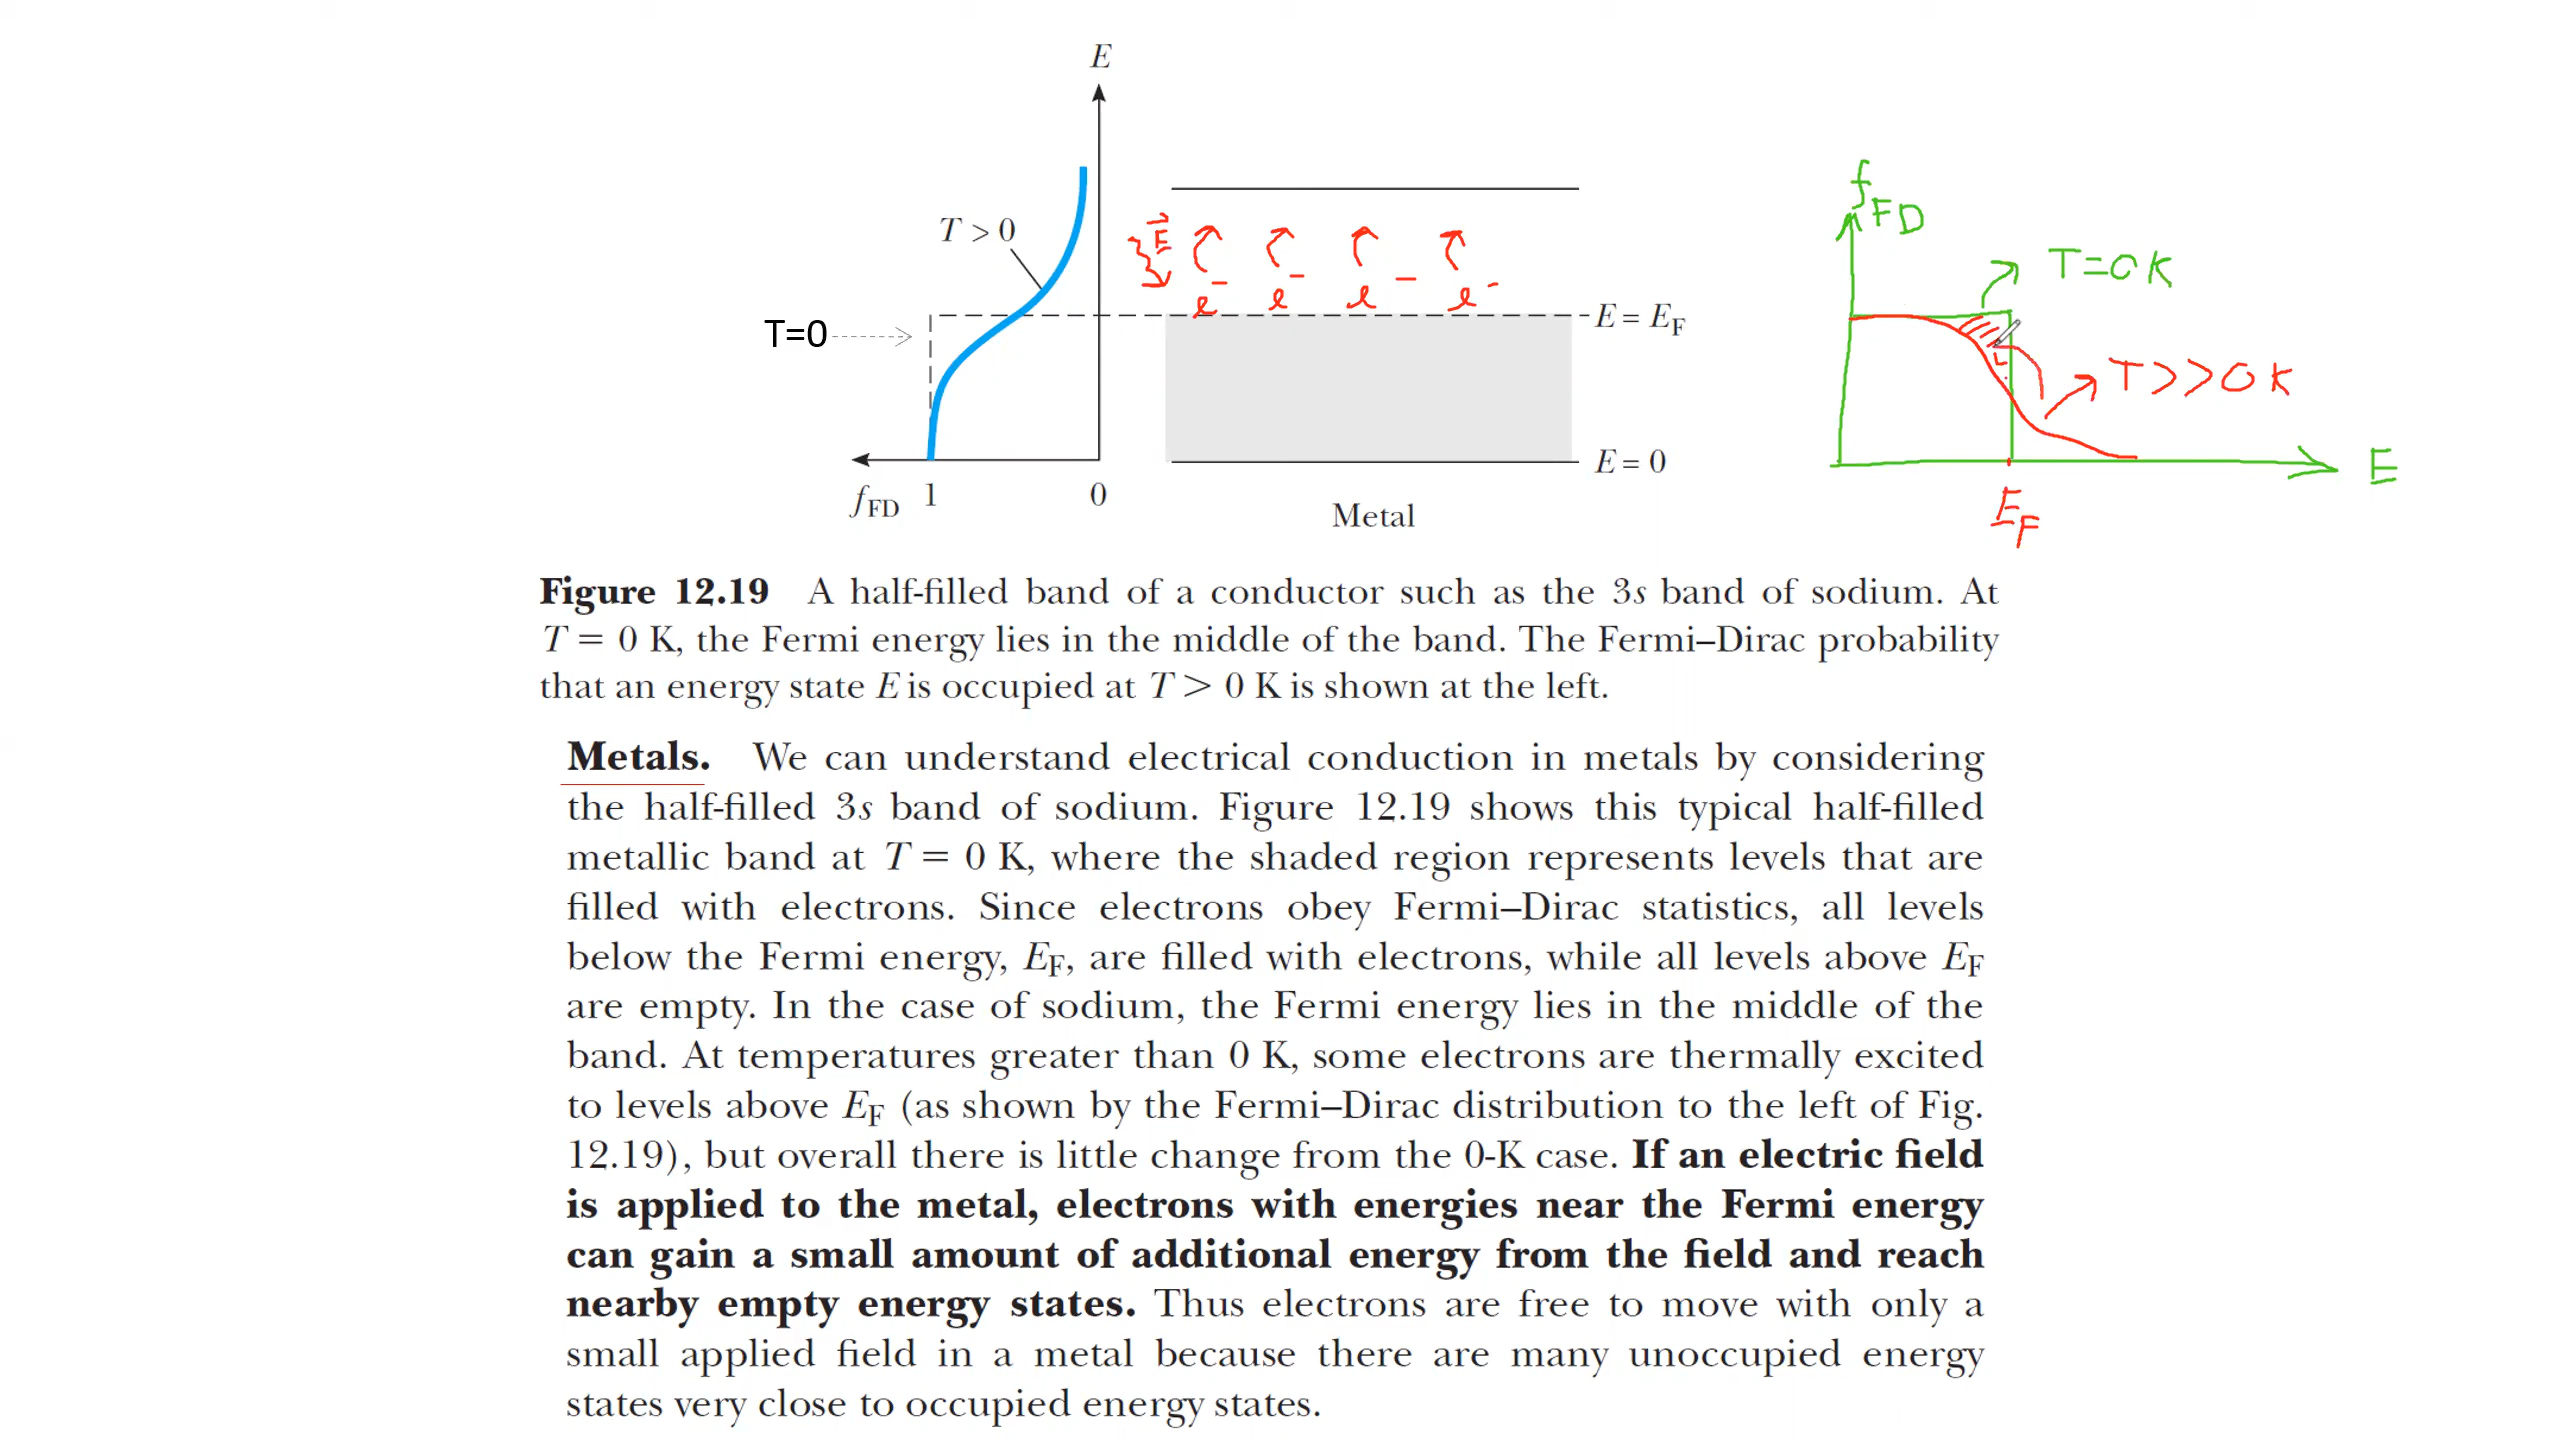 E
T > 0
T=0
E⃗
e⁻ e⁻ e⁻ e⁻
E = E_F
E = 0
f_FD 1 0
Metal
f_FD
T=0K
T>>0K
E
E_F
Figure 12.19 A half-filled band of a conductor such as the 3s band of sodium. At
T = 0 K, the Fermi energy lies in the middle of the band. The Fermi–Dirac probability
that an energy state E is occupied at T > 0 K is shown at the left.
Metals. We can understand electrical conduction in metals by considering
the half-filled 3s band of sodium. Figure 12.19 shows this typical half-filled
metallic band at T = 0 K, where the shaded region represents levels that are
filled with electrons. Since electrons obey Fermi–Dirac statistics, all levels
below the Fermi energy, E_F, are filled with electrons, while all levels above E_F
are empty. In the case of sodium, the Fermi energy lies in the middle of the
band. At temperatures greater than 0 K, some electrons are thermally excited
to levels above E_F (as shown by the Fermi–Dirac distribution to the left of Fig.
12.19), but overall there is little change from the 0-K case. If an electric field
is applied to the metal, electrons with energies near the Fermi energy
can gain a small amount of additional energy from the field and reach
nearby empty energy states. Thus electrons are free to move with only a
small applied field in a metal because there are many unoccupied energy
states very close to occupied energy states.